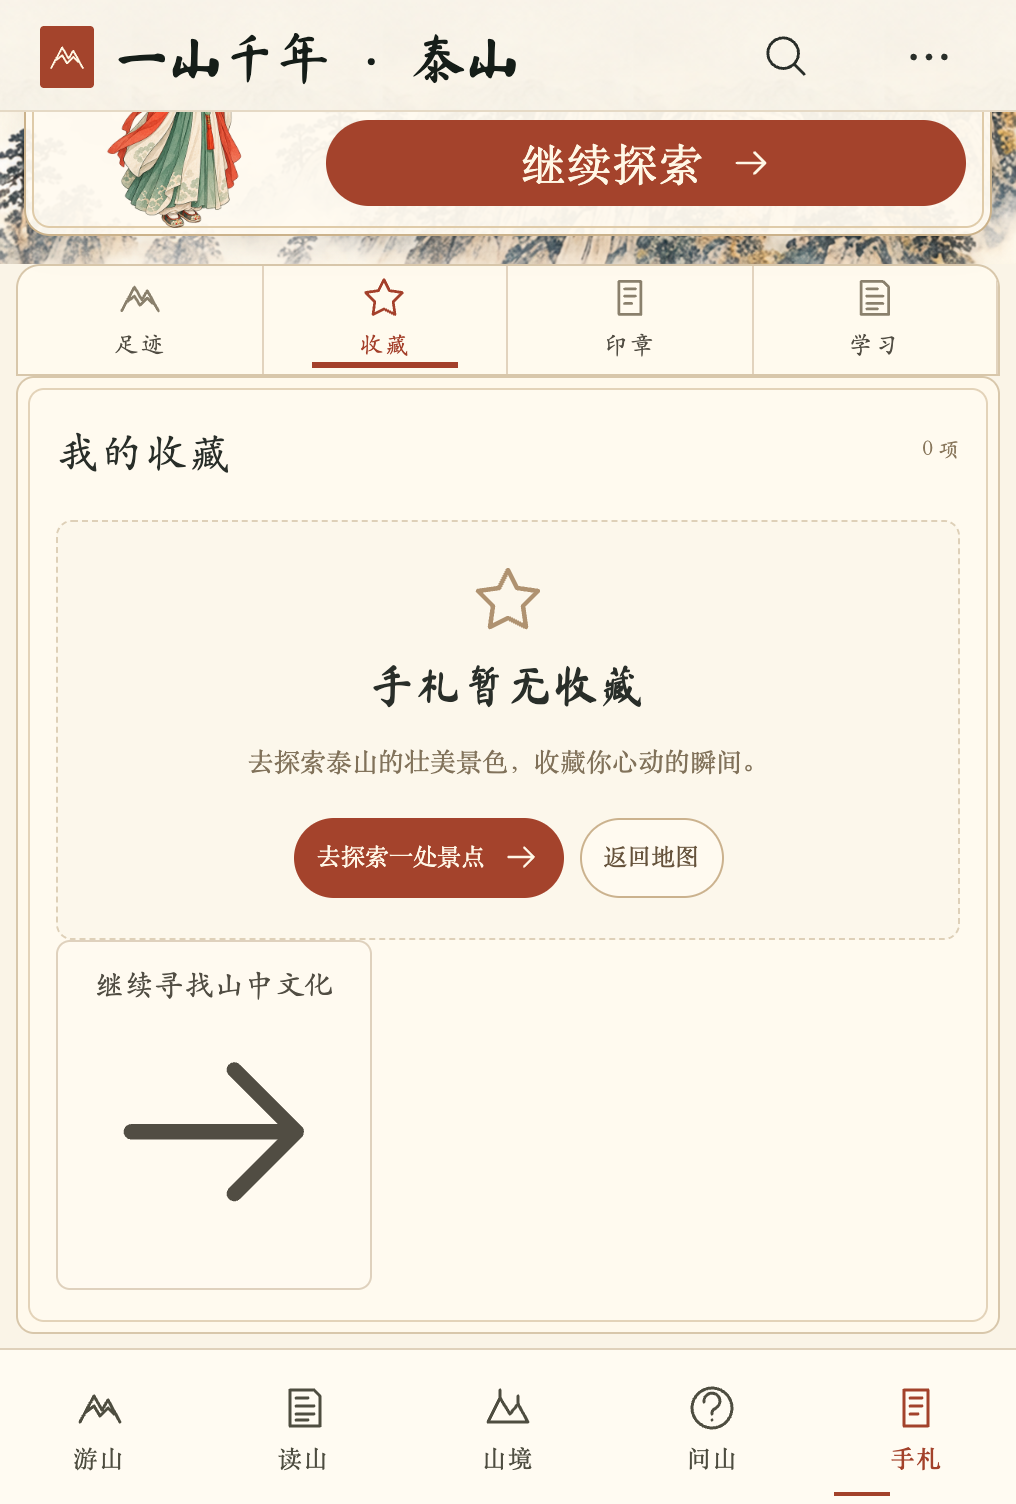 一山千年 · 泰山
继续探索 →
足迹
收藏
印章
学习
我的收藏
0 项
手札暂无收藏
去探索泰山的壮美景色，收藏你心动的瞬间。
去探索一处景点 →
返回地图
继续寻找山中文化
游山
读山
山境
问山
手札